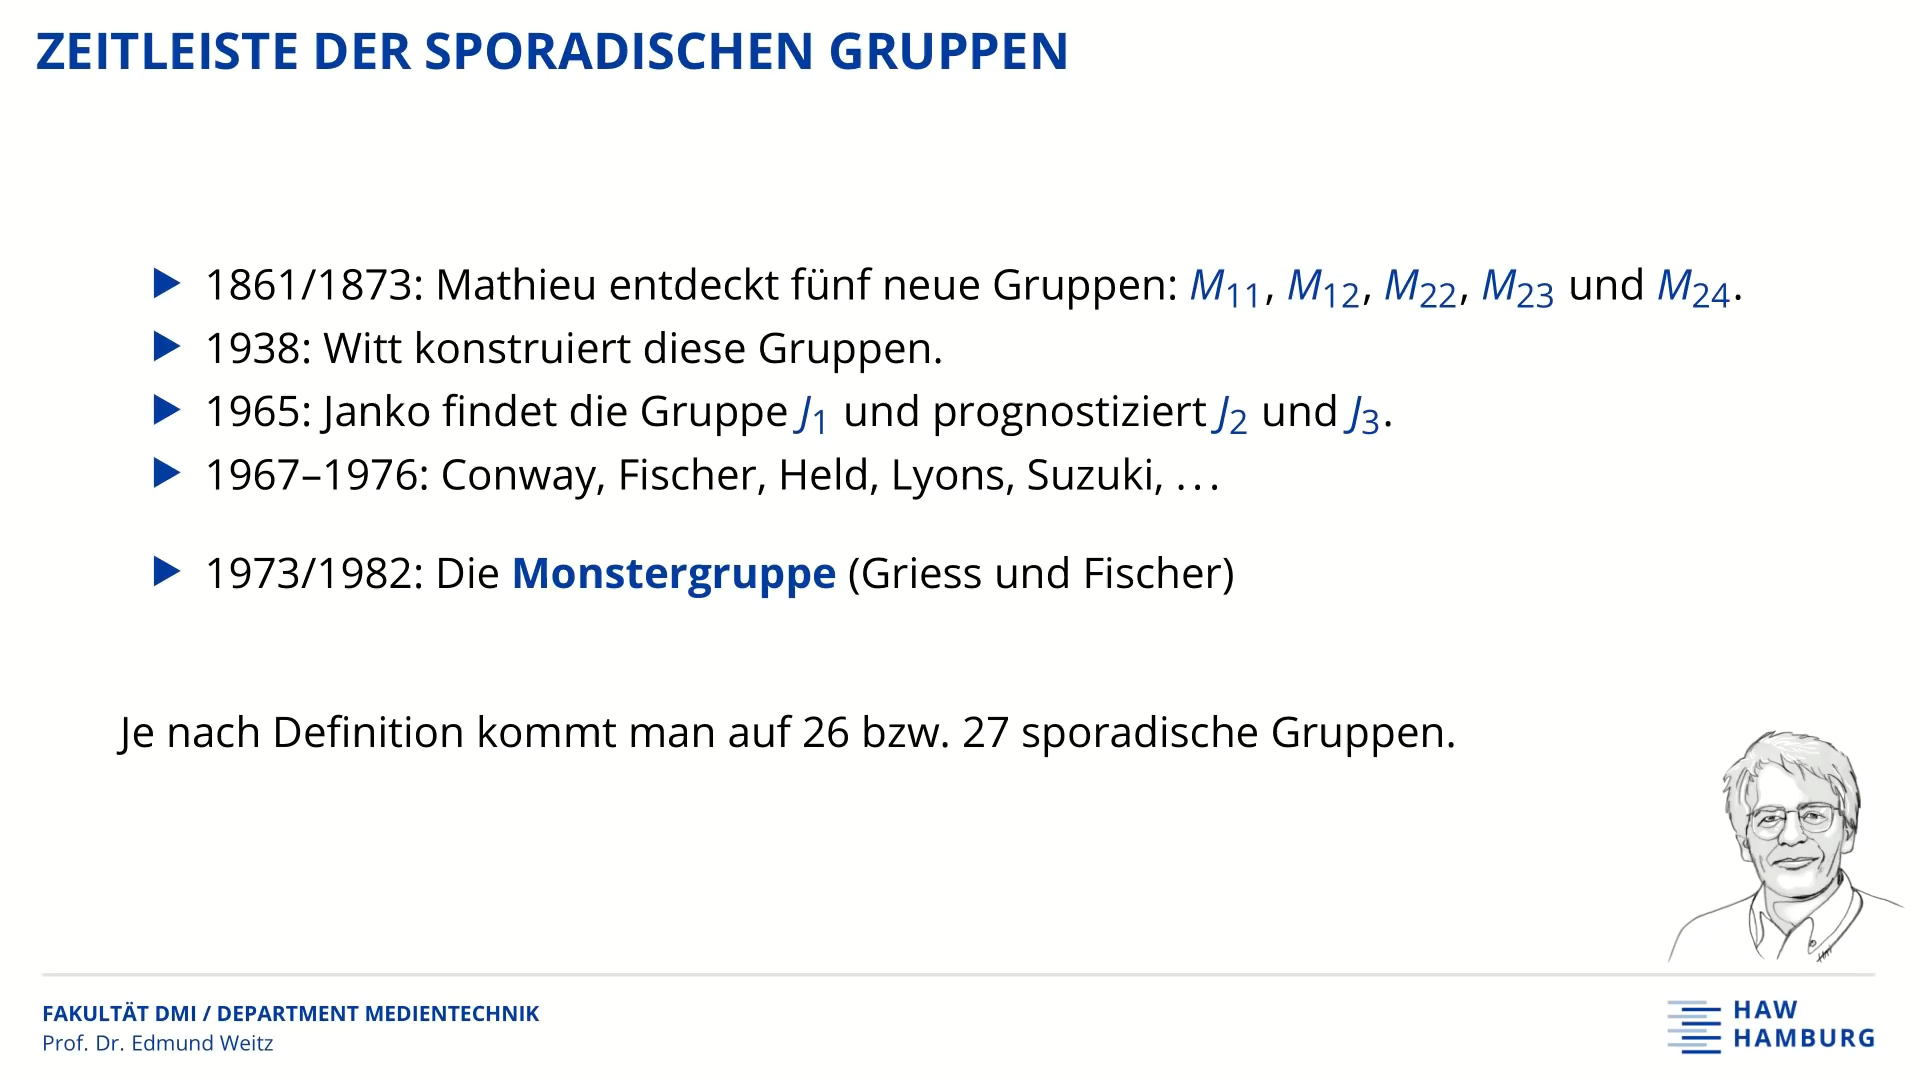 ZEITLEISTE DER SPORADISCHEN GRUPPEN
▶ 1861/1873: Mathieu entdeckt fünf neue Gruppen: M11, M12, M22, M23 und M24.
▶ 1938: Witt konstruiert diese Gruppen.
▶ 1965: Janko findet die Gruppe J1 und prognostiziert J2 und J3.
▶ 1967–1976: Conway, Fischer, Held, Lyons, Suzuki, ...
▶ 1973/1982: Die Monstergruppe (Griess und Fischer)
Je nach Definition kommt man auf 26 bzw. 27 sporadische Gruppen.
FAKULTÄT DMI / DEPARTMENT MEDIENTECHNIK
Prof. Dr. Edmund Weitz
HAW
HAMBURG